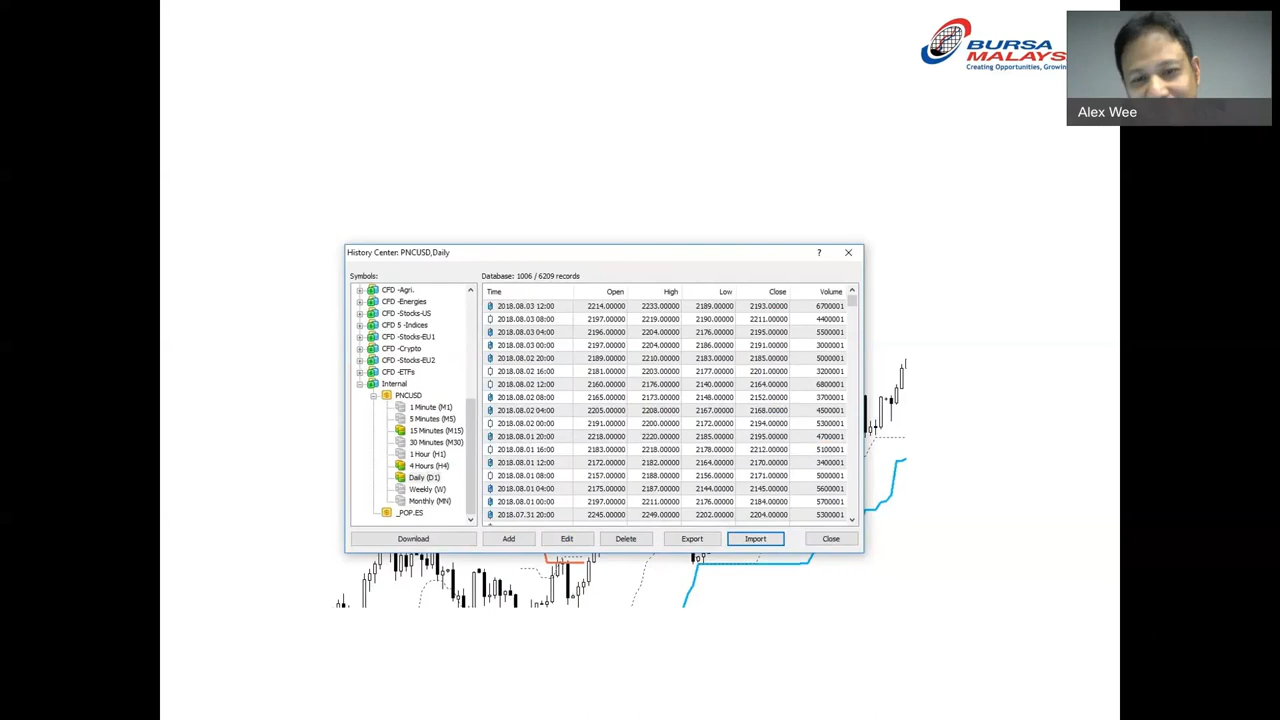 BURSA
MALAYS
Creating Opportunities, Growin
Alex Wee
History Center: PNCUSD,Daily
?
Symbols:
Database: 1006 / 6209 records
CFD -Agri.
CFD -Energies
CFD -Stocks-US
CFD 5 -Indices
CFD -Stocks-EU1
CFD -Crypto
CFD -Stocks-EU2
CFD -ETFs
Internal
PNCUSD
1 Minute (M1)
5 Minutes (M5)
15 Minutes (M15)
30 Minutes (M30)
1 Hour (H1)
4 Hours (H4)
Daily (D1)
Weekly (W)
Monthly (MN)
_POP.ES
Time Open High Low Close Volume
2018.08.03 12:00 2214.00000 2233.00000 2189.00000 2193.00000 6700001
2018.08.03 08:00 2197.00000 2219.00000 2190.00000 2211.00000 4400001
2018.08.03 04:00 2196.00000 2204.00000 2176.00000 2195.00000 5500001
2018.08.03 00:00 2197.00000 2204.00000 2186.00000 2191.00000 3000001
2018.08.02 20:00 2189.00000 2210.00000 2183.00000 2185.00000 5000001
2018.08.02 16:00 2181.00000 2203.00000 2177.00000 2201.00000 3200001
2018.08.02 12:00 2160.00000 2176.00000 2140.00000 2164.00000 6800001
2018.08.02 08:00 2165.00000 2173.00000 2148.00000 2152.00000 3700001
2018.08.02 04:00 2205.00000 2208.00000 2167.00000 2168.00000 4500001
2018.08.02 00:00 2191.00000 2200.00000 2172.00000 2194.00000 5300001
2018.08.01 20:00 2218.00000 2220.00000 2185.00000 2195.00000 4700001
2018.08.01 16:00 2183.00000 2218.00000 2178.00000 2212.00000 5100001
2018.08.01 12:00 2172.00000 2182.00000 2164.00000 2170.00000 3400001
2018.08.01 08:00 2157.00000 2188.00000 2156.00000 2171.00000 5000001
2018.08.01 04:00 2175.00000 2187.00000 2144.00000 2145.00000 5600001
2018.08.01 00:00 2197.00000 2211.00000 2176.00000 2184.00000 5700001
2018.07.31 20:00 2245.00000 2249.00000 2202.00000 2204.00000 5300001
Download Add Edit Delete Export Import Close